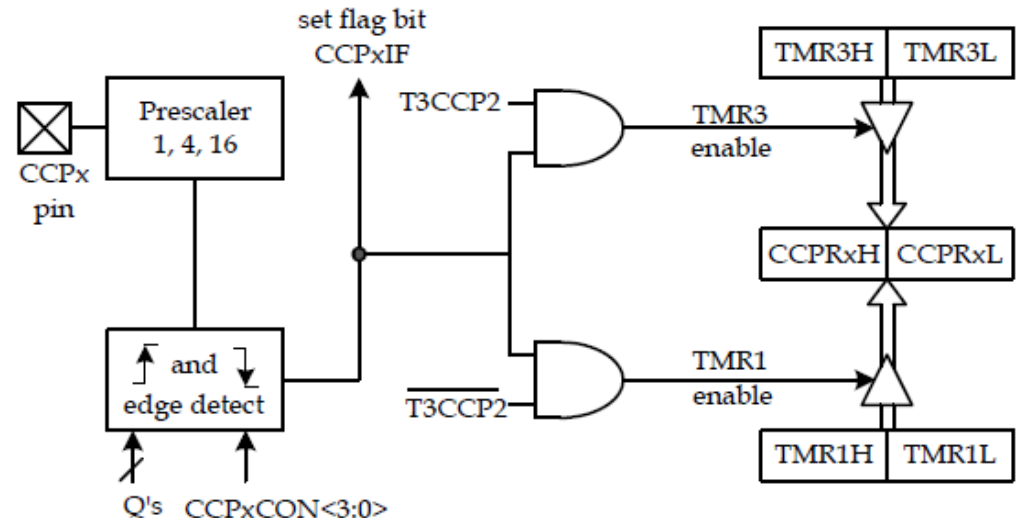 set flag bit
CCPxIF
TMR3H TMR3L
Prescaler
1, 4, 16
T3CCP2
TMR3
enable
CCPx
pin
CCPRxH CCPRxL
and
edge detect
TMR1
enable
T3CCP2
TMR1H TMR1L
Q's CCPxCON<3:0>